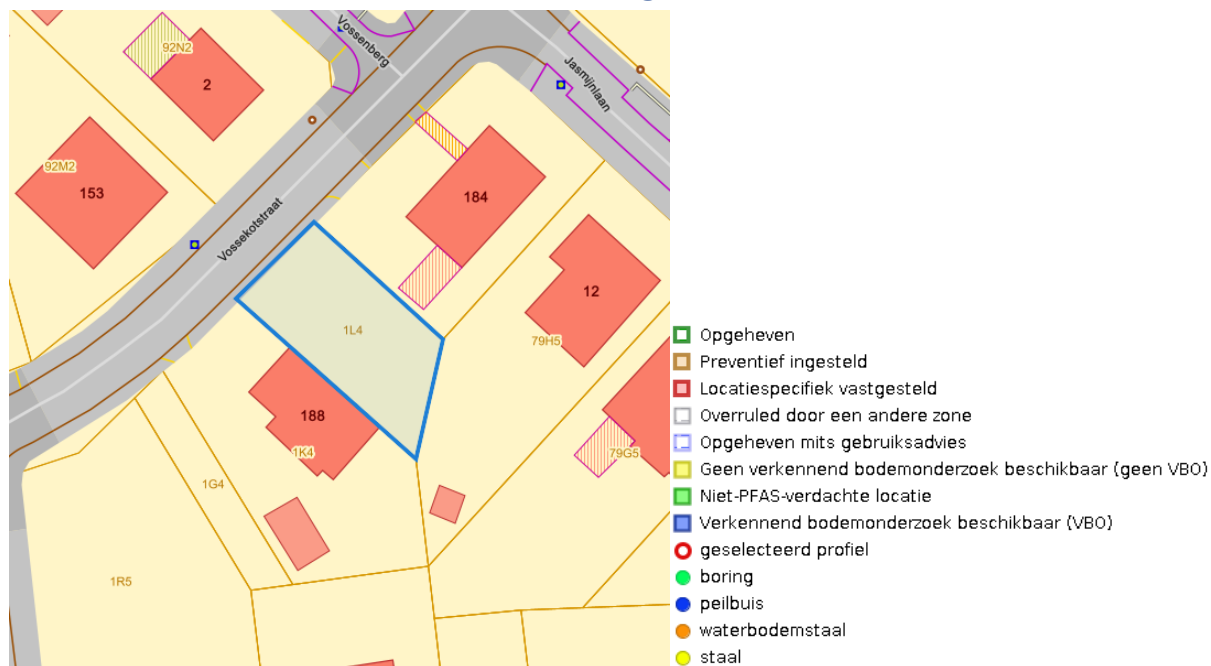 Vossenberg
92N2
2
Jasmijnlaan
92M2
153
184
Vossekotstraat
12
1L4
79H5
188
1K4
79G5
1G4
1R5
Opgeheven
Preventief ingesteld
Locatiespecifiek vastgesteld
Overruled door een andere zone
Opgeheven mits gebruiksadvies
Geen verkennend bodemonderzoek beschikbaar (geen VBO)
Niet-PFAS-verdachte locatie
Verkennend bodemonderzoek beschikbaar (VBO)
geselecteerd profiel
boring
peilbuis
waterbodemstaal
staal